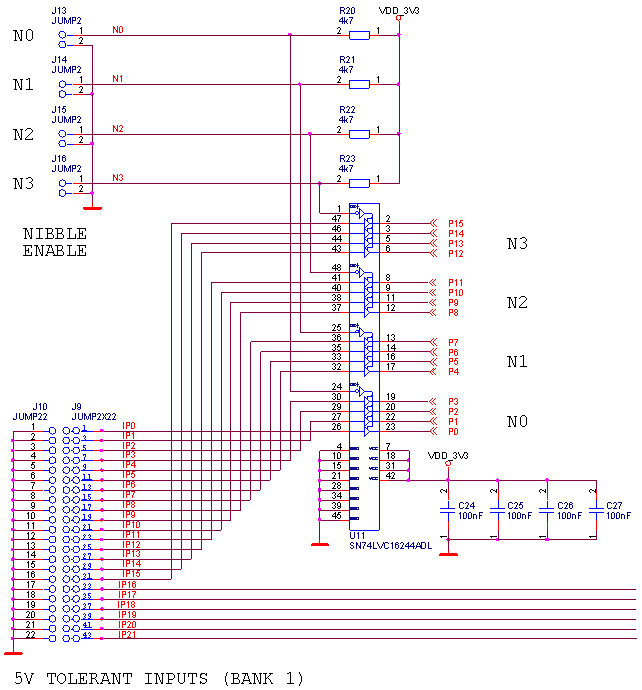 J13
JUMP2
N0
1
2
N0
R20
4k7
VDD_3V3
1
2
J14
JUMP2
N1
1
2
N1
R21
4k7
1
2
J15
JUMP2
N2
1
2
N2
R22
4k7
1
2
J16
JUMP2
N3
1
2
N3
R23
4k7
1
2
NIBBLE
ENABLE
1
47 2 P15
46 3 P14
44 5 P13
43 6 P12
N3
48
41 8 P11
40 9 P10
38 11 P9
37 12 P8
N2
25
36 13 P7
35 14 P6
33 16 P5
32 17 P4
N1
24
30 19 P3
29 20 P2
27 22 P1
26 23 P0
N0
4 7
10 18
15 31
21 42
28
34
39
45
U11
SN74LVC16244ADL
VDD_3V3
2 2 2 2
C24 C25 C26 C27
100nF 100nF 100nF 100nF
1 1 1 1
J10 J9
JUMP22 JUMP2X22
1 1 IP0
2 3 IP1
3 5 IP2
4 7 IP3
5 9 IP4
6 11 IP5
7 13 IP6
8 15 IP7
9 17 IP8
10 19 IP9
11 21 IP10
12 23 IP11
13 25 IP12
14 27 IP13
15 29 IP14
16 31 IP15
17 33 IP16
18 35 IP17
19 37 IP18
20 39 IP19
21 41 IP20
22 43 IP21
5V TOLERANT INPUTS (BANK 1)